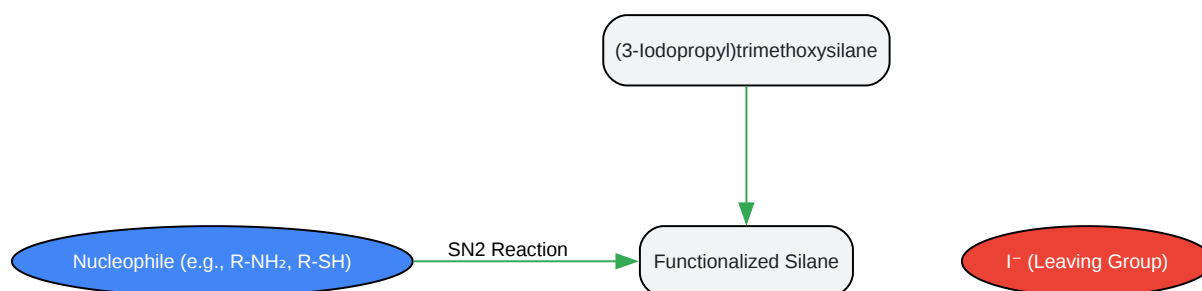 (3-Iodopropyl)trimethoxysilane
Nucleophile (e.g., R-NH₂, R-SH)
SN2 Reaction
Functionalized Silane
I⁻ (Leaving Group)